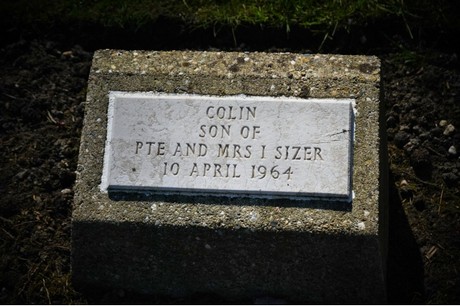 COLIN
SON OF
PTE AND MRS I SIZER
10 APRIL 1964